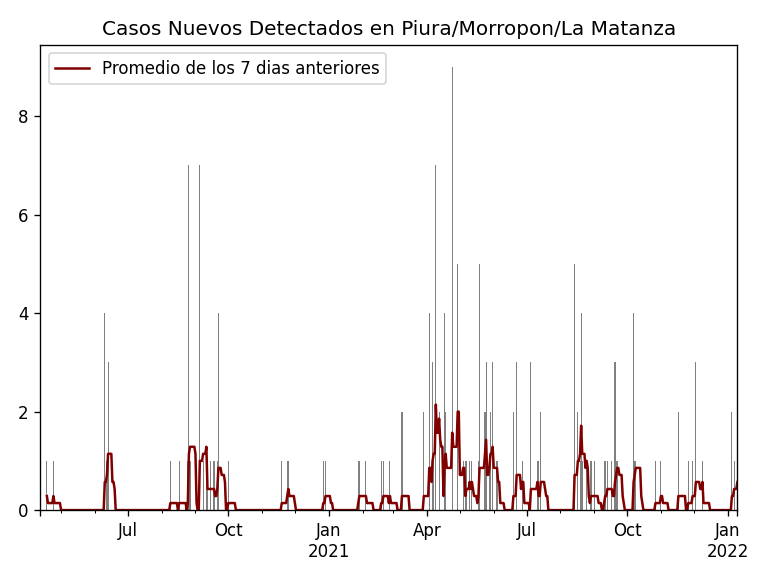 Casos Nuevos Detectados en Piura/Morropon/La Matanza
Promedio de los 7 dias anteriores
8
6
4
2
0
Jul Oct Jan Apr Jul Oct Jan
2021 2022